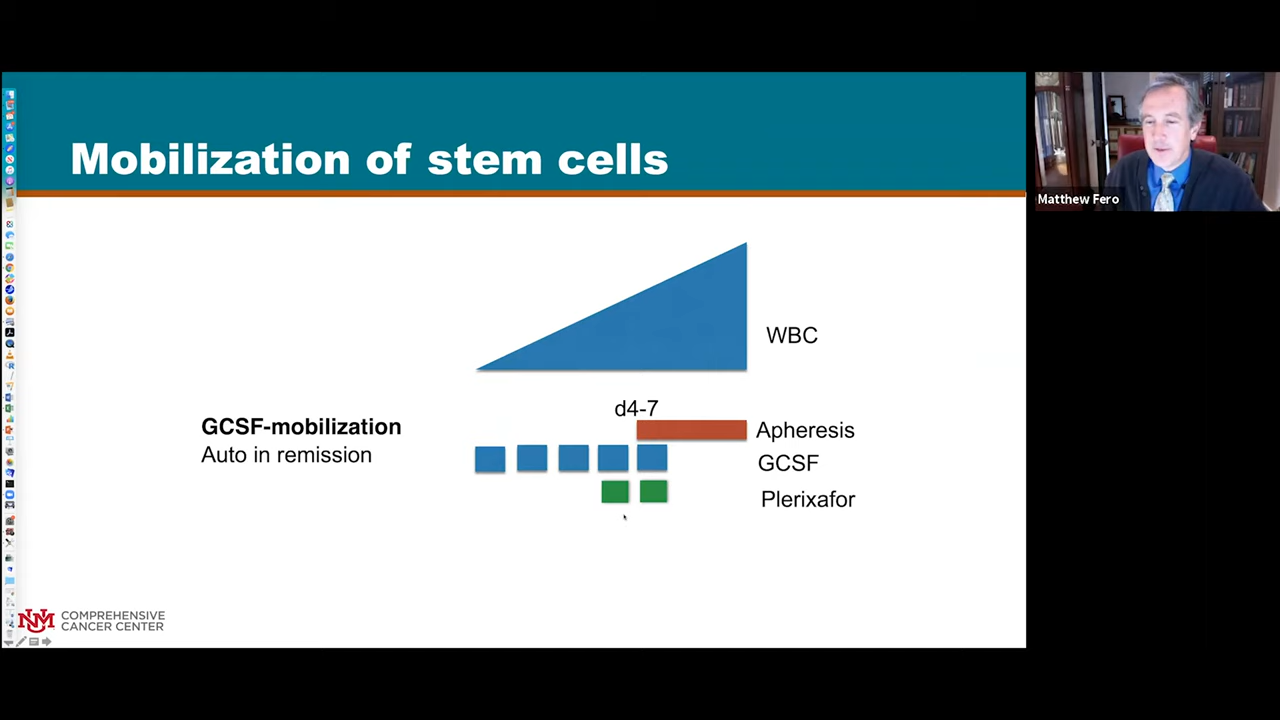 Mobilization of stem cells
Matthew Fero
WBC
d4-7
GCSF-mobilization
Auto in remission
Apheresis
GCSF
Plerixafor
UNM COMPREHENSIVE
CANCER CENTER